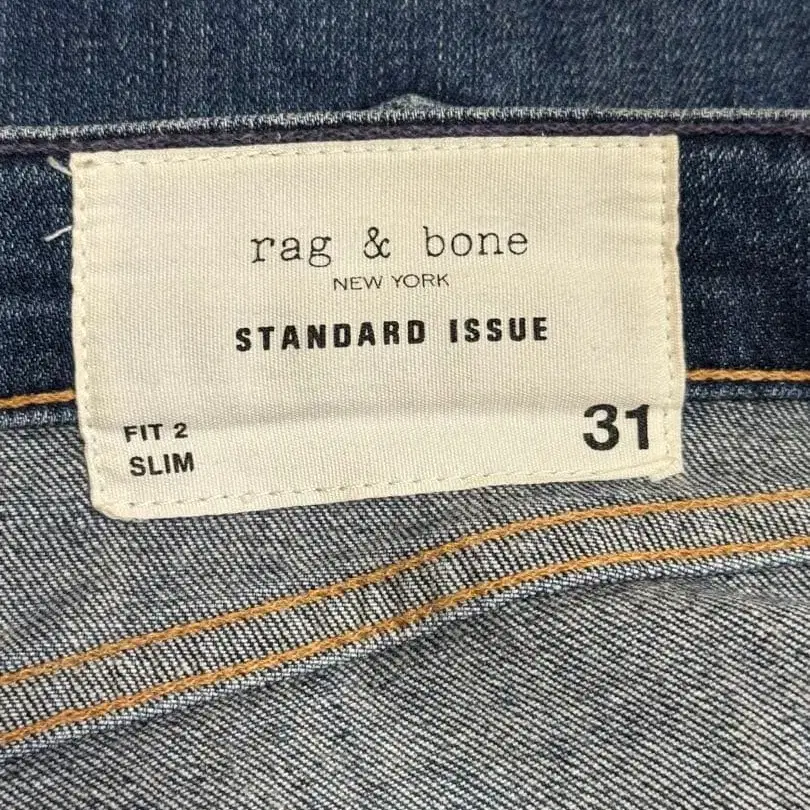 rag & bone
NEW YORK
STANDARD ISSUE
FIT 2
SLIM
31